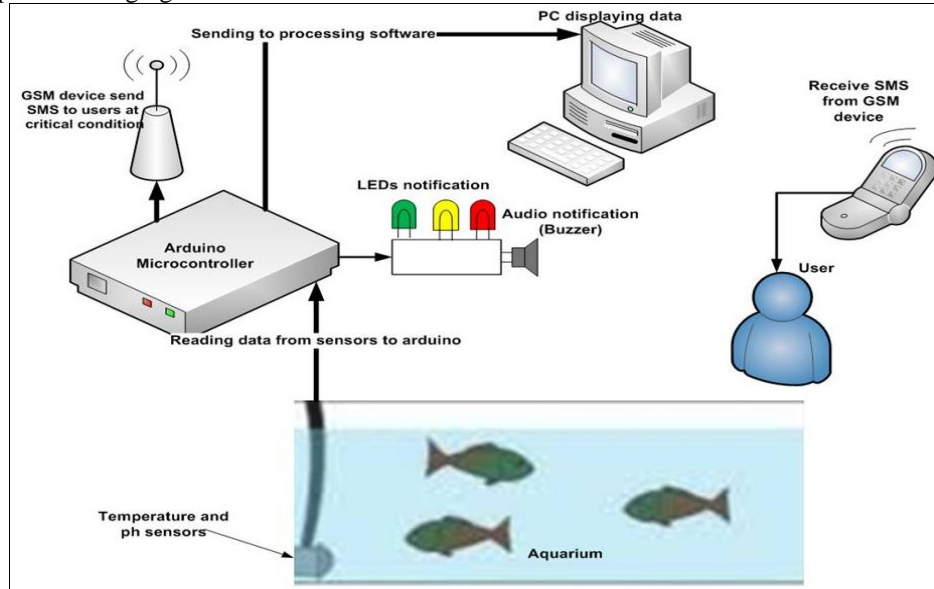 Sending to processing software
PC displaying data
GSM device send
SMS to users at
critical condition
Receive SMS
from GSM
device
LEDs notification
Audio notification
(Buzzer)
Arduino
Microcontroller
User
Reading data from sensors to arduino
Temperature and
ph sensors
Aquarium